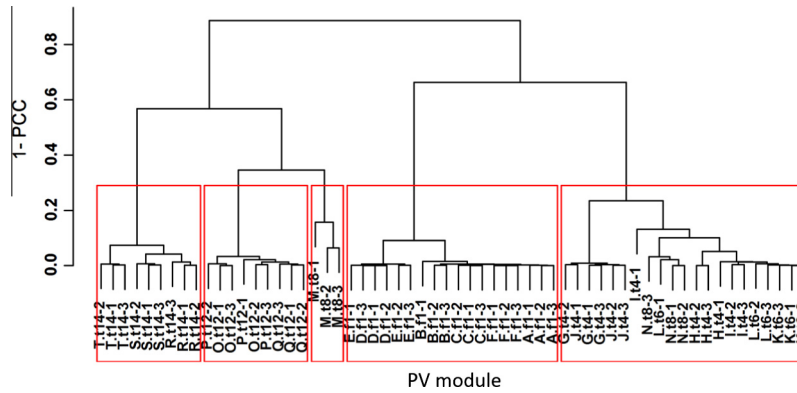 1- PCC
0.8
0.6
0.4
0.2
0.0
T.t14-2
T.t14-1
T.t14-3
S.t14-2
S.t14-1
S.t14-3
R.t14-3
R.t14-1
R.t14-2
P.t12-2
O.t12-1
O.t12-3
P.t12-1
O.t12-2
P.t12-3
Q.t12-3
Q.t12-1
Q.t12-2
M.t8-1
M.t8-2
M.t8-3
E.f1-1
D.f1-3
D.f1-1
D.f1-2
E.f1-2
E.f1-3
B.f1-1
B.f1-2
B.f1-3
C.f1-2
C.f1-1
C.f1-3
F.f1-1
F.f1-2
F.f1-3
A.f1-1
A.f1-2
A.f1-3
G.t4-2
J.t4-1
G.t4-1
G.t4-3
J.t4-2
J.t4-3
I.t4-1
N.t8-3
L.t6-1
N.t8-1
N.t8-2
H.t4-2
H.t4-3
H.t4-1
I.t4-2
I.t4-3
L.t6-2
L.t6-3
K.t6-3
K.t6-1
PV module